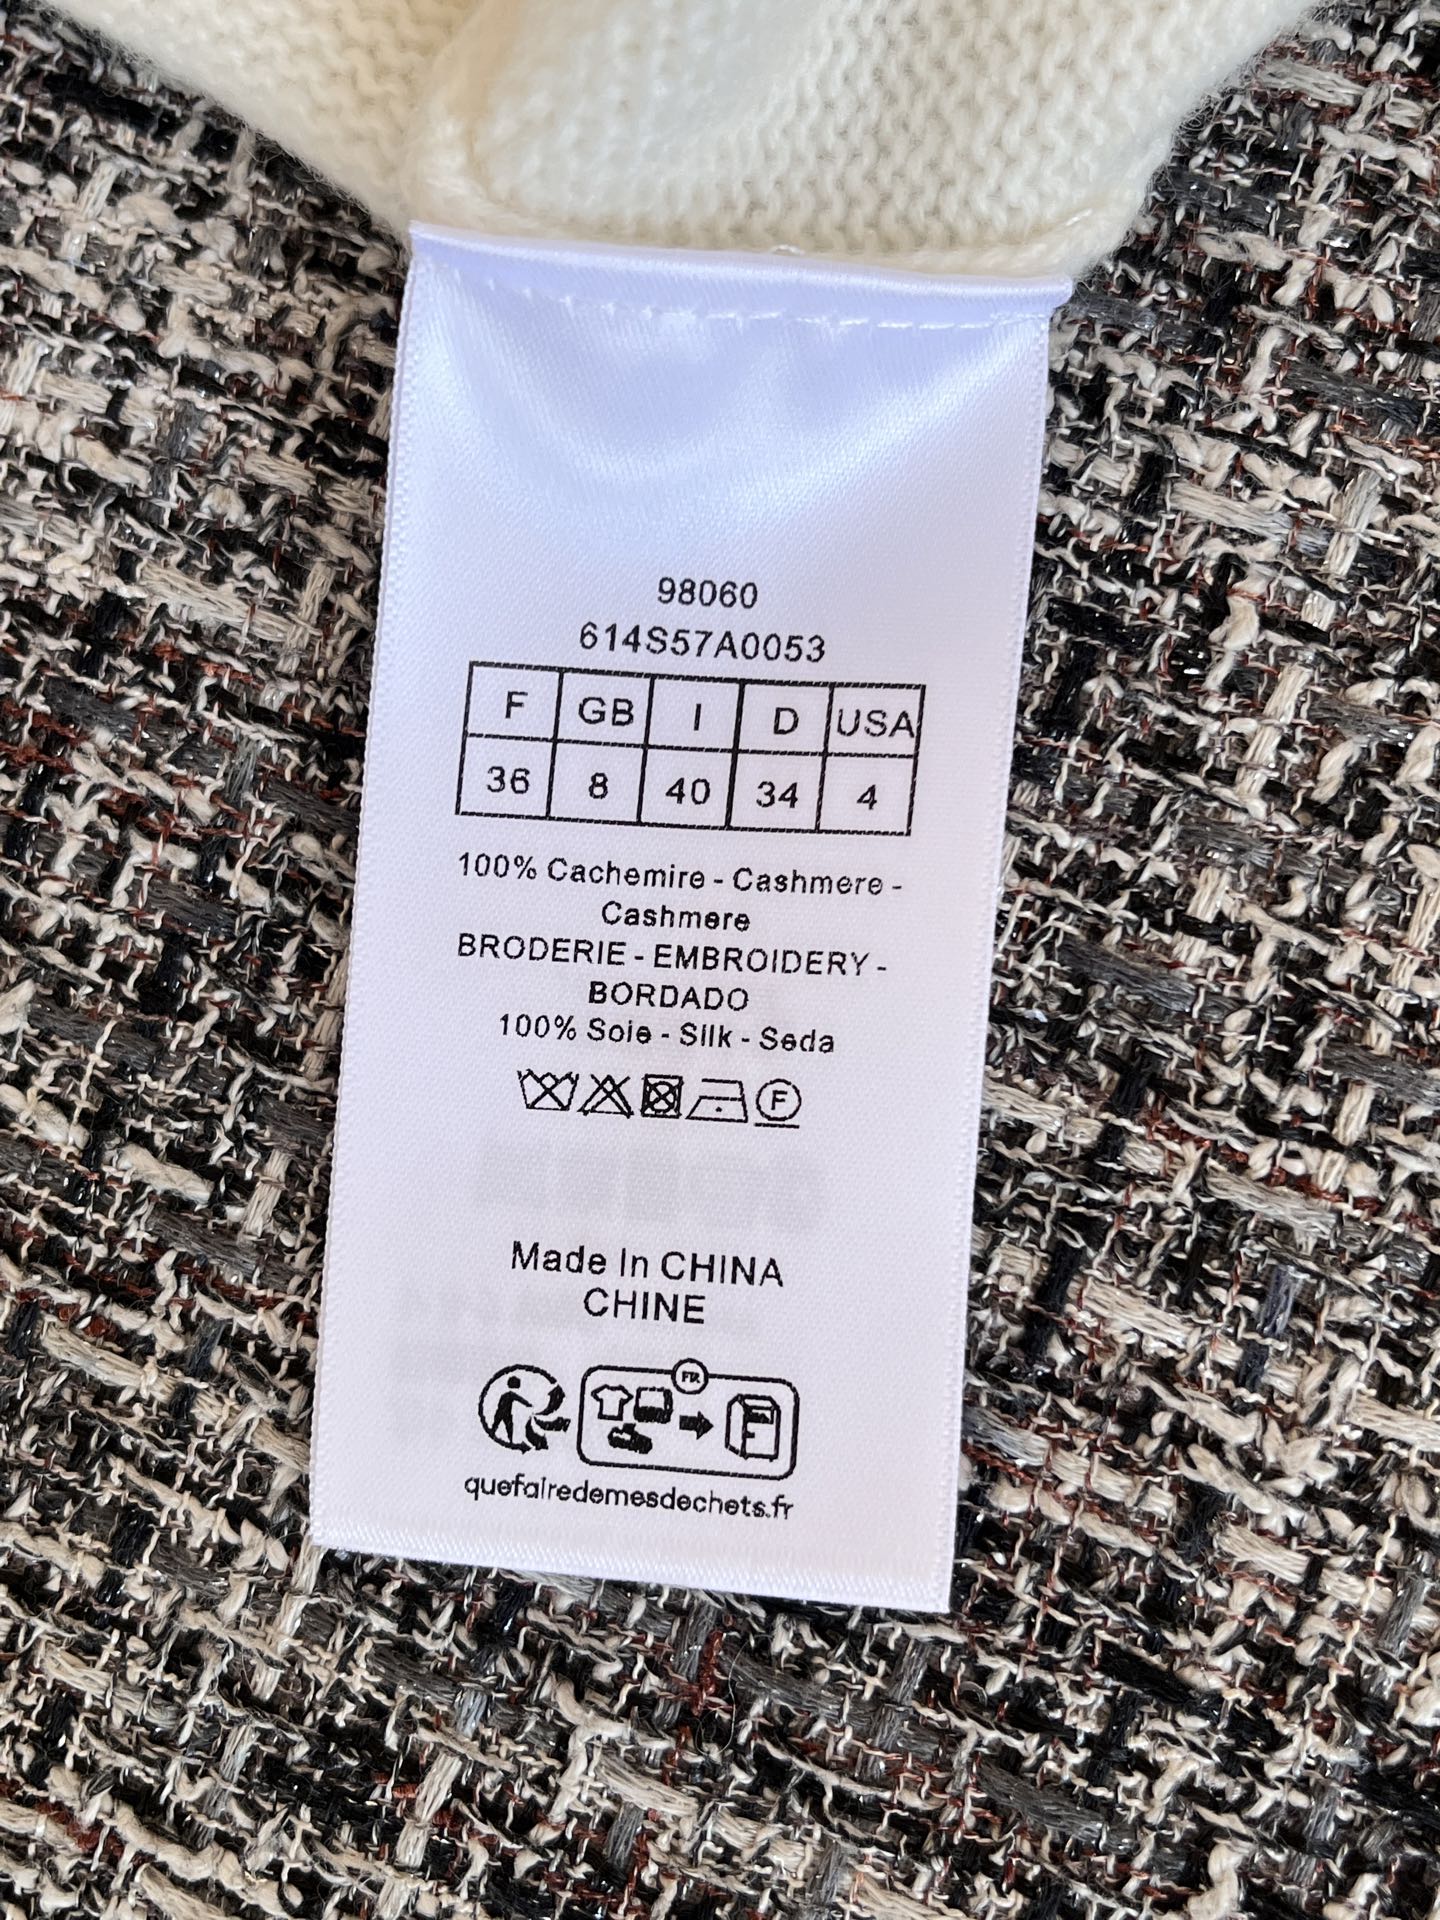 98060
614S57A0053
F GB I D USA
36 8 40 34 4
100% Cachemire - Cashmere -
Cashmere
BRODERIE - EMBROIDERY -
BORDADO
100% Soie - Silk - Seda
F
Made In CHINA
CHINE
FR
quefairedemesdechets.fr